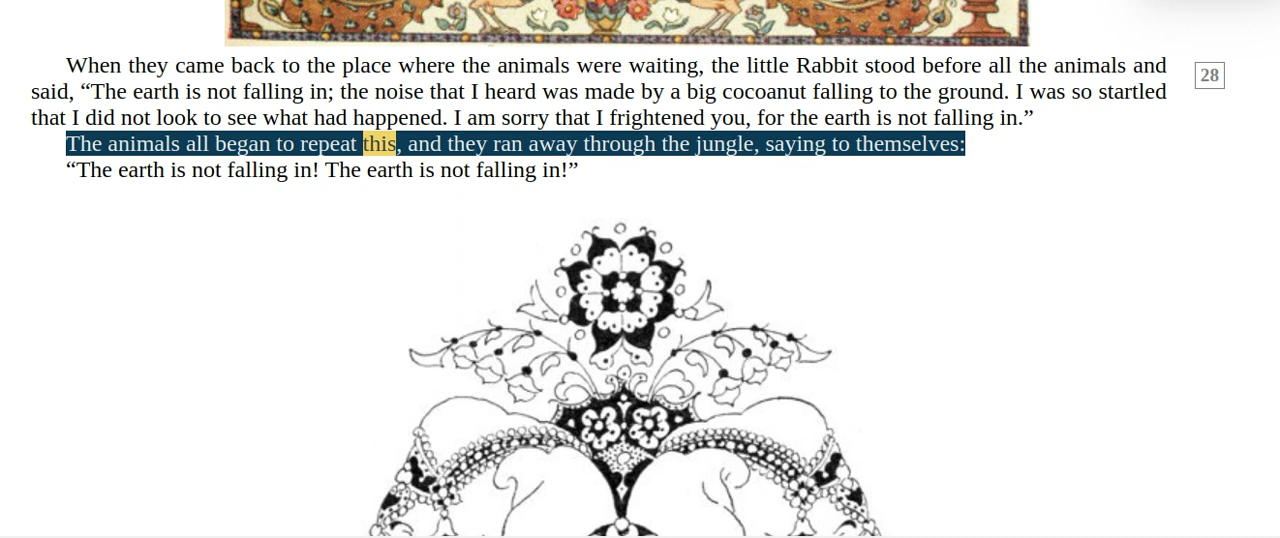 When they came back to the place where the animals were waiting, the little Rabbit stood before all the animals and
28
said, “The earth is not falling in; the noise that I heard was made by a big cocoanut falling to the ground. I was so startled
that I did not look to see what had happened. I am sorry that I frightened you, for the earth is not falling in.”
The animals all began to repeat this, and they ran away through the jungle, saying to themselves:
“The earth is not falling in! The earth is not falling in!”